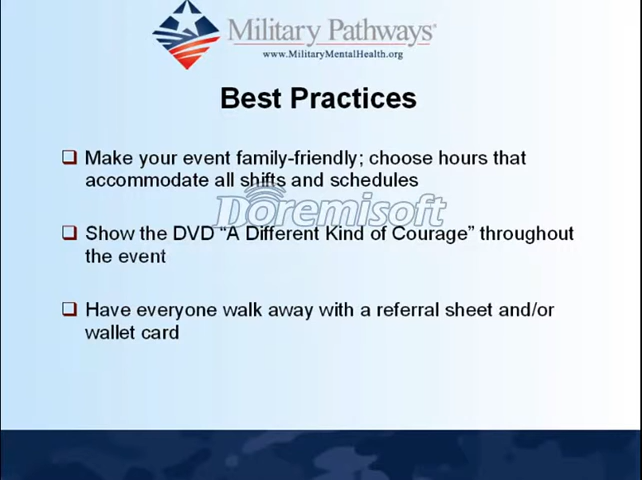 Military Pathways®
www.MilitaryMentalHealth.org
Best Practices
Make your event family-friendly; choose hours that
accommodate all shifts and schedules
Doremisoft
Show the DVD “A Different Kind of Courage” throughout
the event
Have everyone walk away with a referral sheet and/or
wallet card